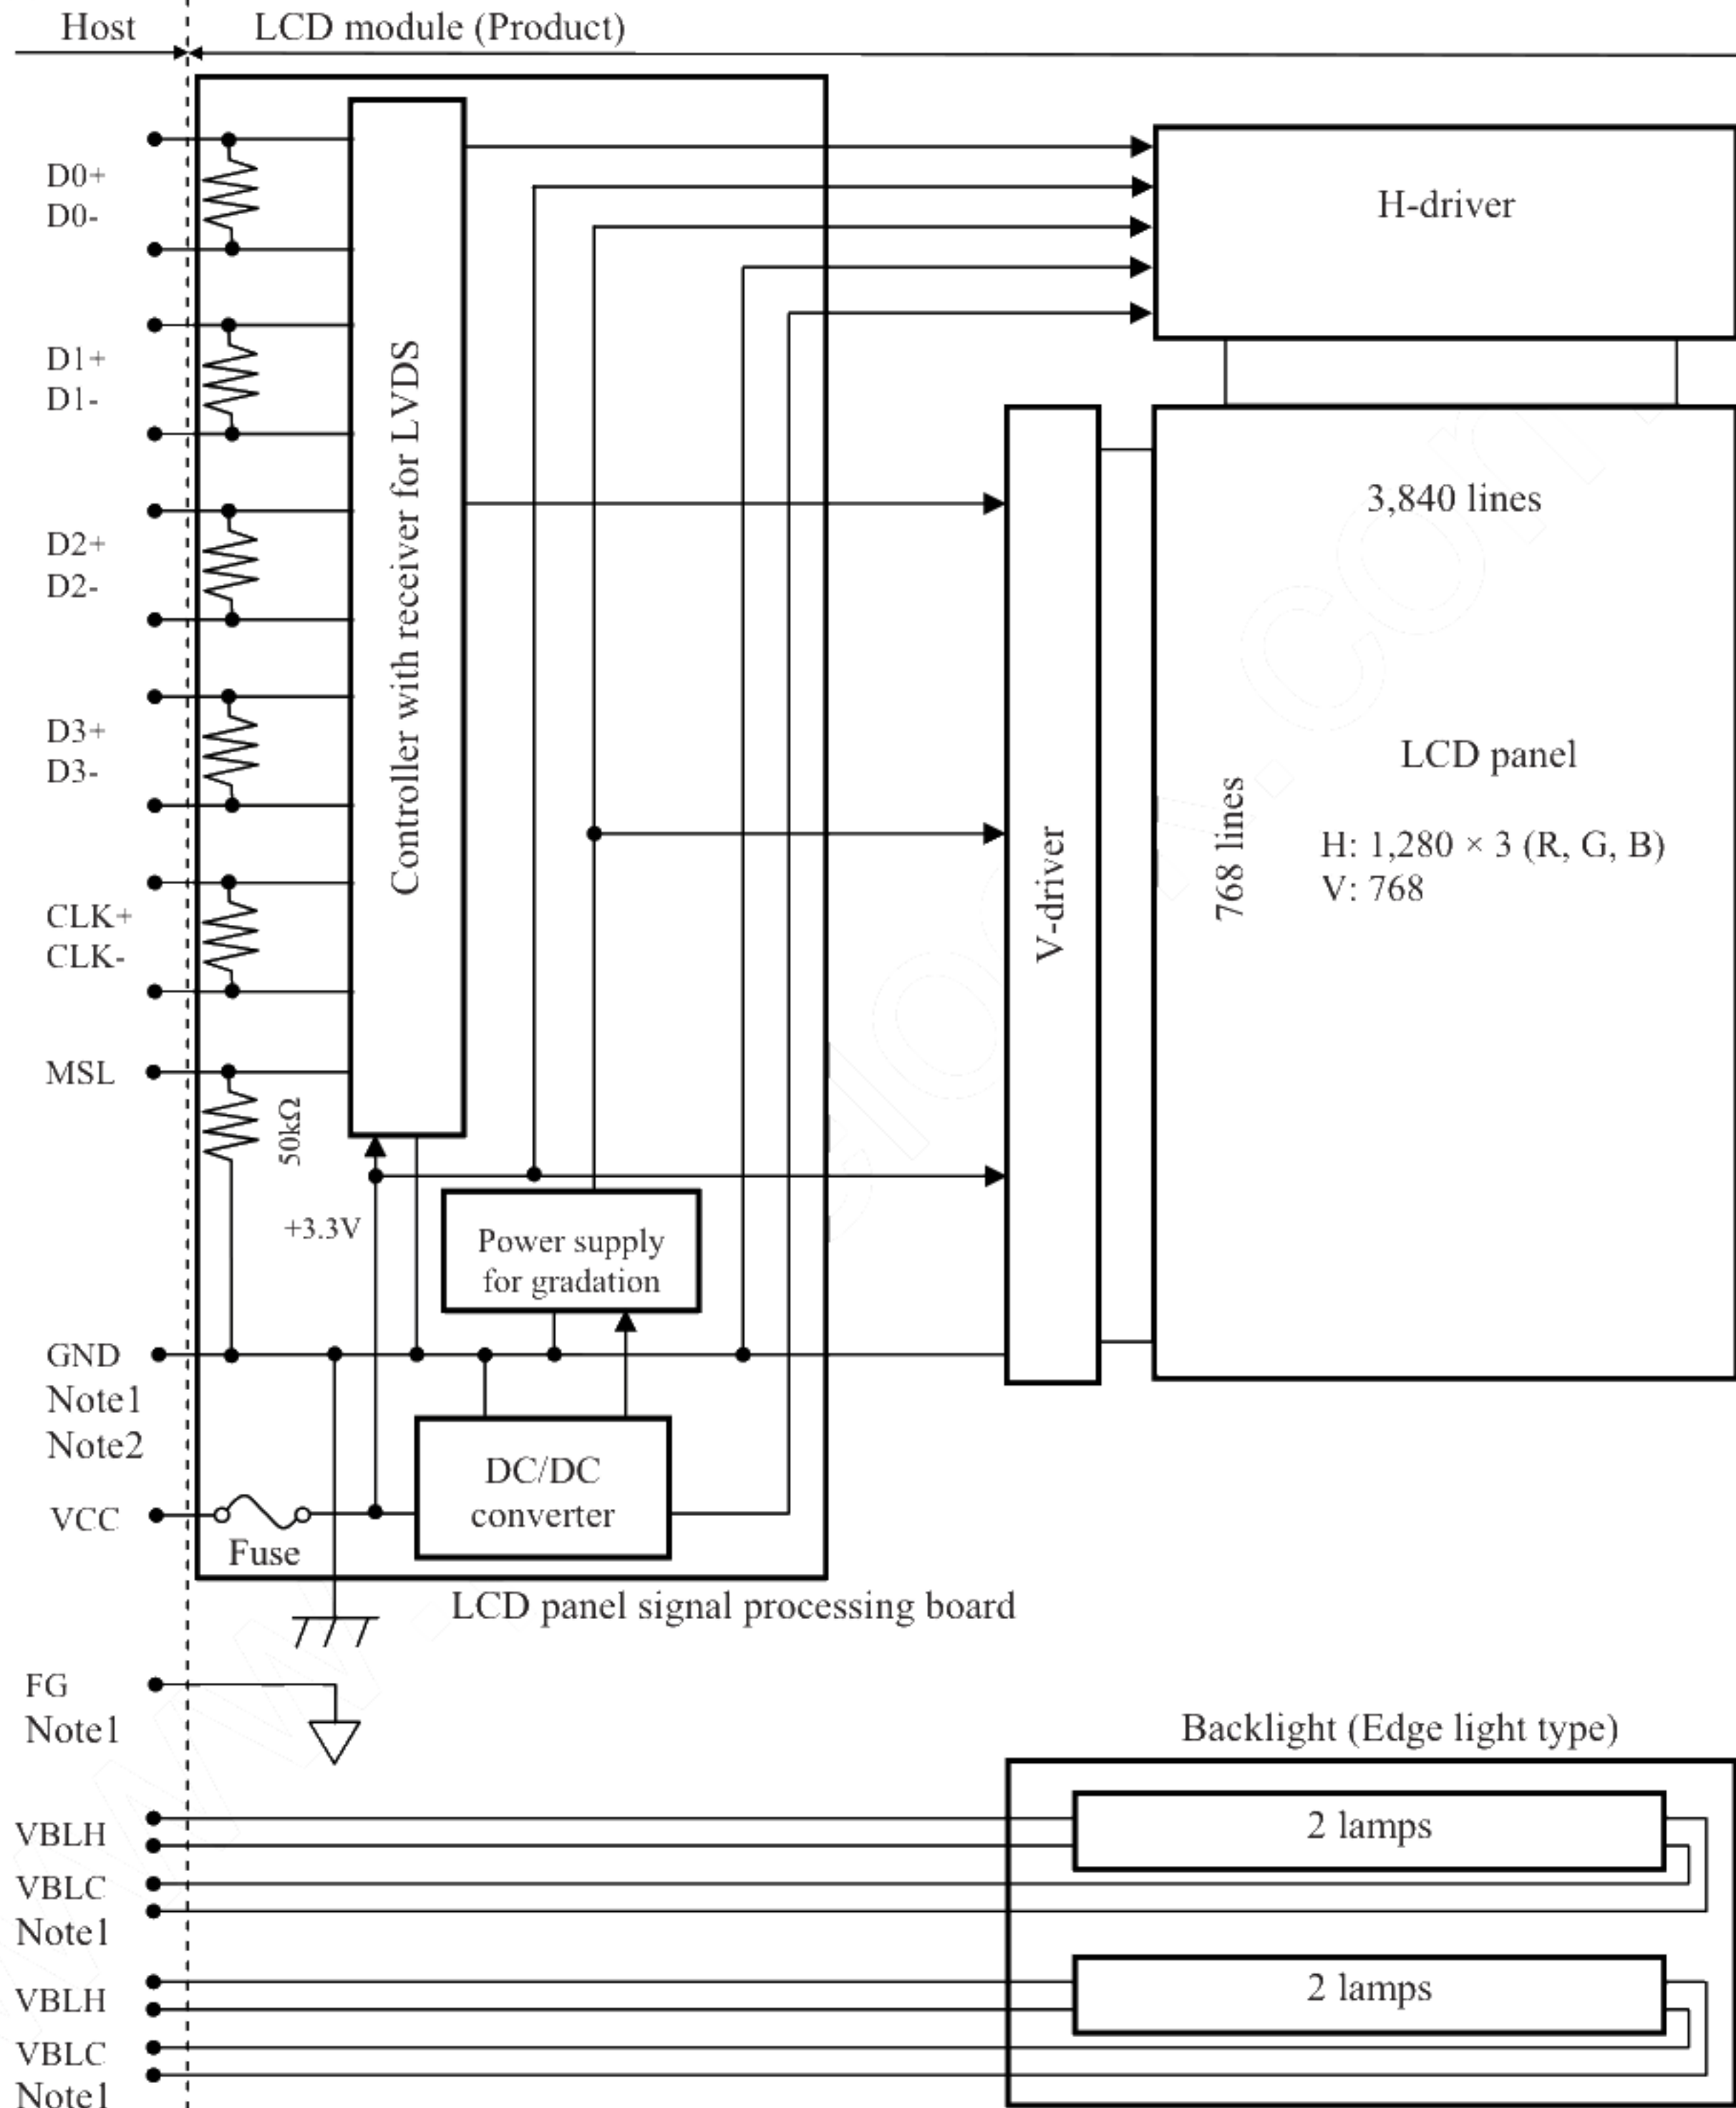 Host
LCD module (Product)
D0+
D0-
D1+
D1-
D2+
D2-
D3+
D3-
CLK+
CLK-
MSL
50kΩ
+3.3V
Controller with receiver for LVDS
H-driver
V-driver
3,840 lines
768 lines
LCD panel
H: 1,280 × 3 (R, G, B)
V: 768
Power supply
for gradation
GND
Note1
Note2
DC/DC
converter
VCC
Fuse
LCD panel signal processing board
FG
Note1
Backlight (Edge light type)
VBLH
2 lamps
VBLC
Note1
VBLH
2 lamps
VBLC
Note1